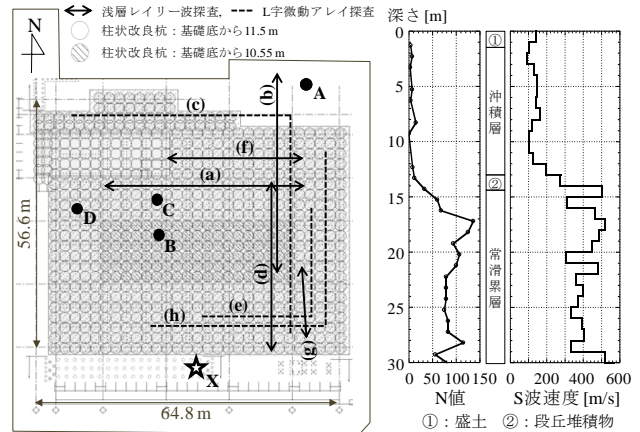 浅層レイリー波探査, L字微動アレイ探査
柱状改良杭：基礎底から11.5 m
柱状改良杭：基礎底から10.55 m
N
A
(b)
(c)
(f)
(a)
C
D
B
(d)
(e)
(h)
(g)
X
56.6 m
64.8 m
深さ [m]
0
5
10
15
20
25
30
0 50 100 150
N値
①
沖積層
②
常滑累層
0 200 400 600
S波速度 [m/s]
①：盛土 ②：段丘堆積物